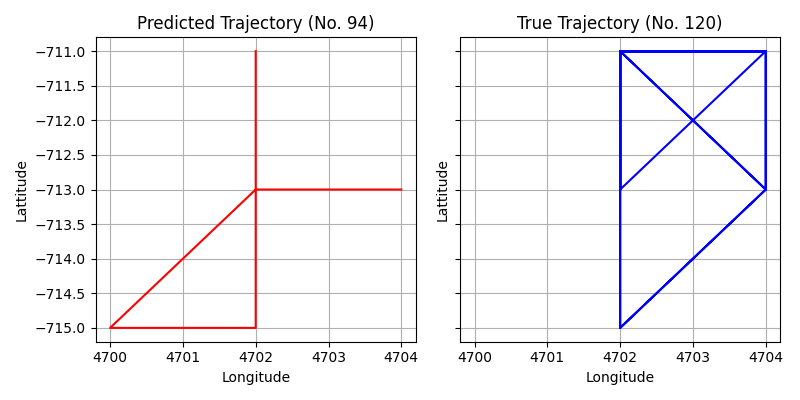 Predicted Trajectory (No. 94)
True Trajectory (No. 120)
Lattitude
−711.0
−711.5
−712.0
−712.5
−713.0
−713.5
−714.0
−714.5
−715.0
4700 4701 4702 4703 4704
Longitude
Lattitude
4700 4701 4702 4703 4704
Longitude